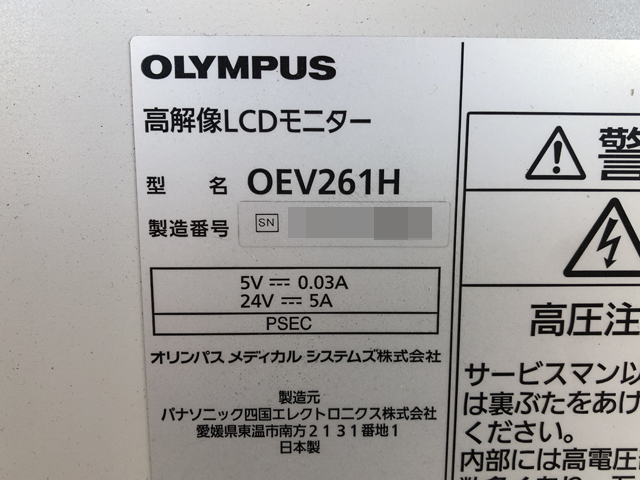 OLYMPUS
高解像LCDモニター
型 名 OEV261H
製造番号 SN
5V ⎓ 0.03A
24V ⎓ 5A
PSEC
オリンパス メディカル システムズ株式会社
製造元
パナソニック四国エレクトロニクス株式会社
愛媛県東温市南方2131番地1
日本製
警
高圧注
サービスマン以
は裏ぶたをあけ
ください。
内部には高電圧